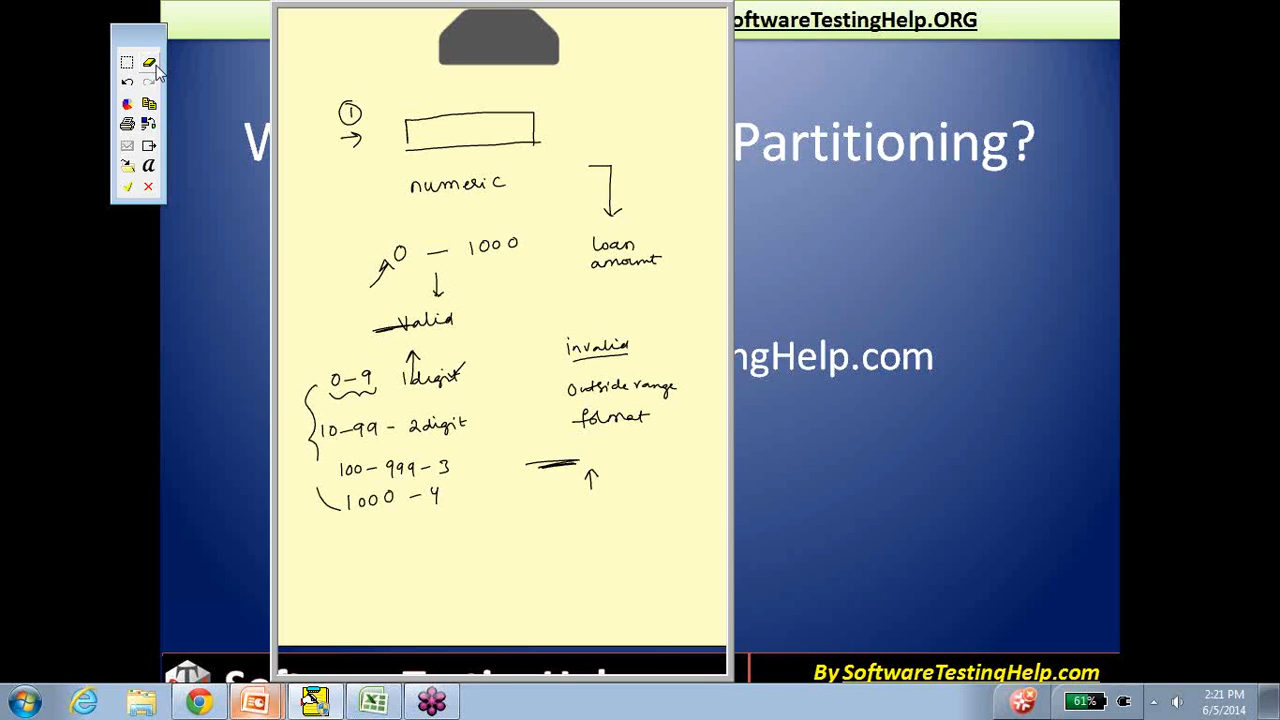 oftwareTestingHelp.ORG
W
Partitioning?
①
numeric
0 — 1000
loan
amount
valid
invalid
0-9 1digit
outside range
10-99 - 2digit
format
100-999-3
1000 - 4
ngHelp.com
By SoftwareTestingHelp.com
a
61%
2:21 PM
6/5/2014